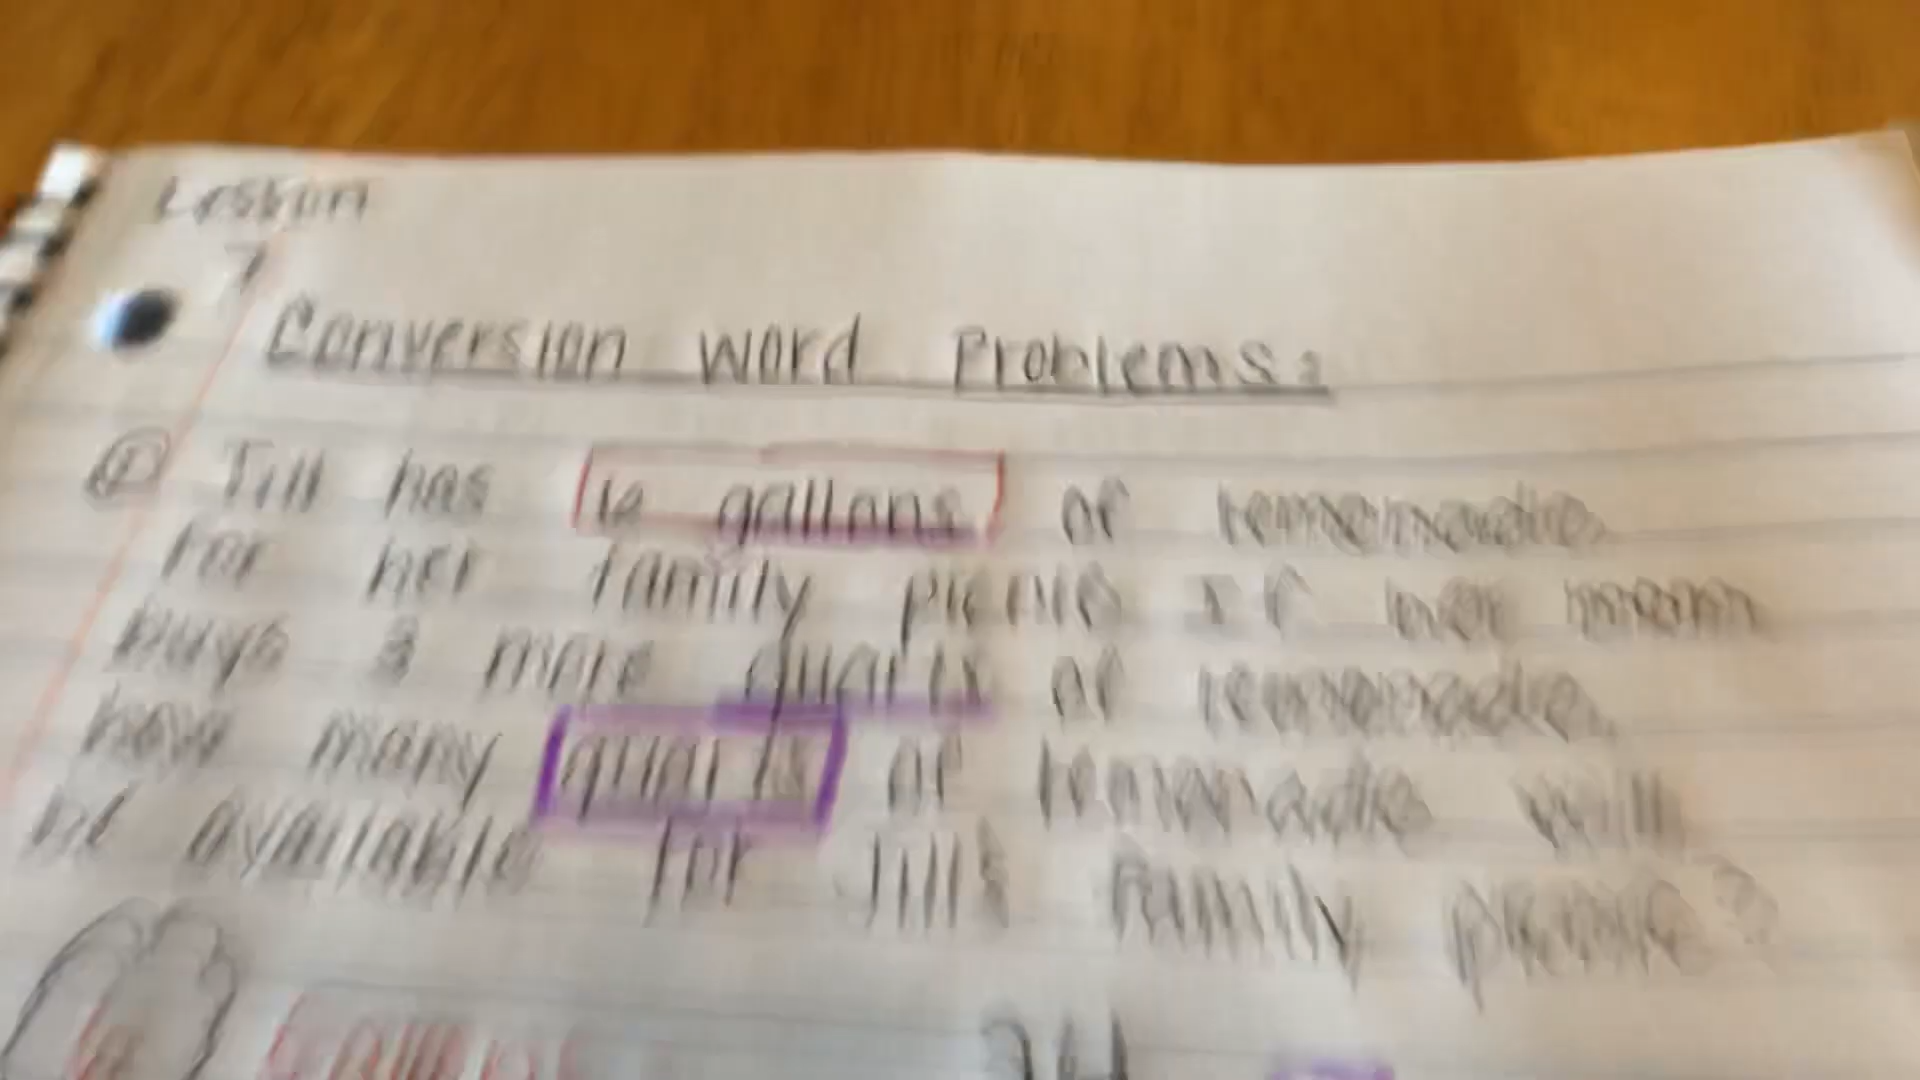 Lesson
7
Conversion word Problems:
① Jill has 6 gallons of lemonade
for her family picnic If her mom
buys 3 more quarts of lemonade,
how many quarts of lemonade will
be available for Jill's family picnic?
24